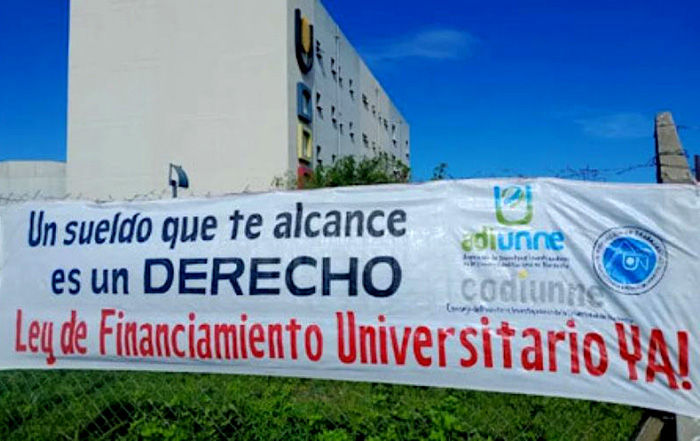 Un sueldo que te alcance
es un DERECHO
Ley de Financiamiento Universitario YA!
adiunne
codiunne